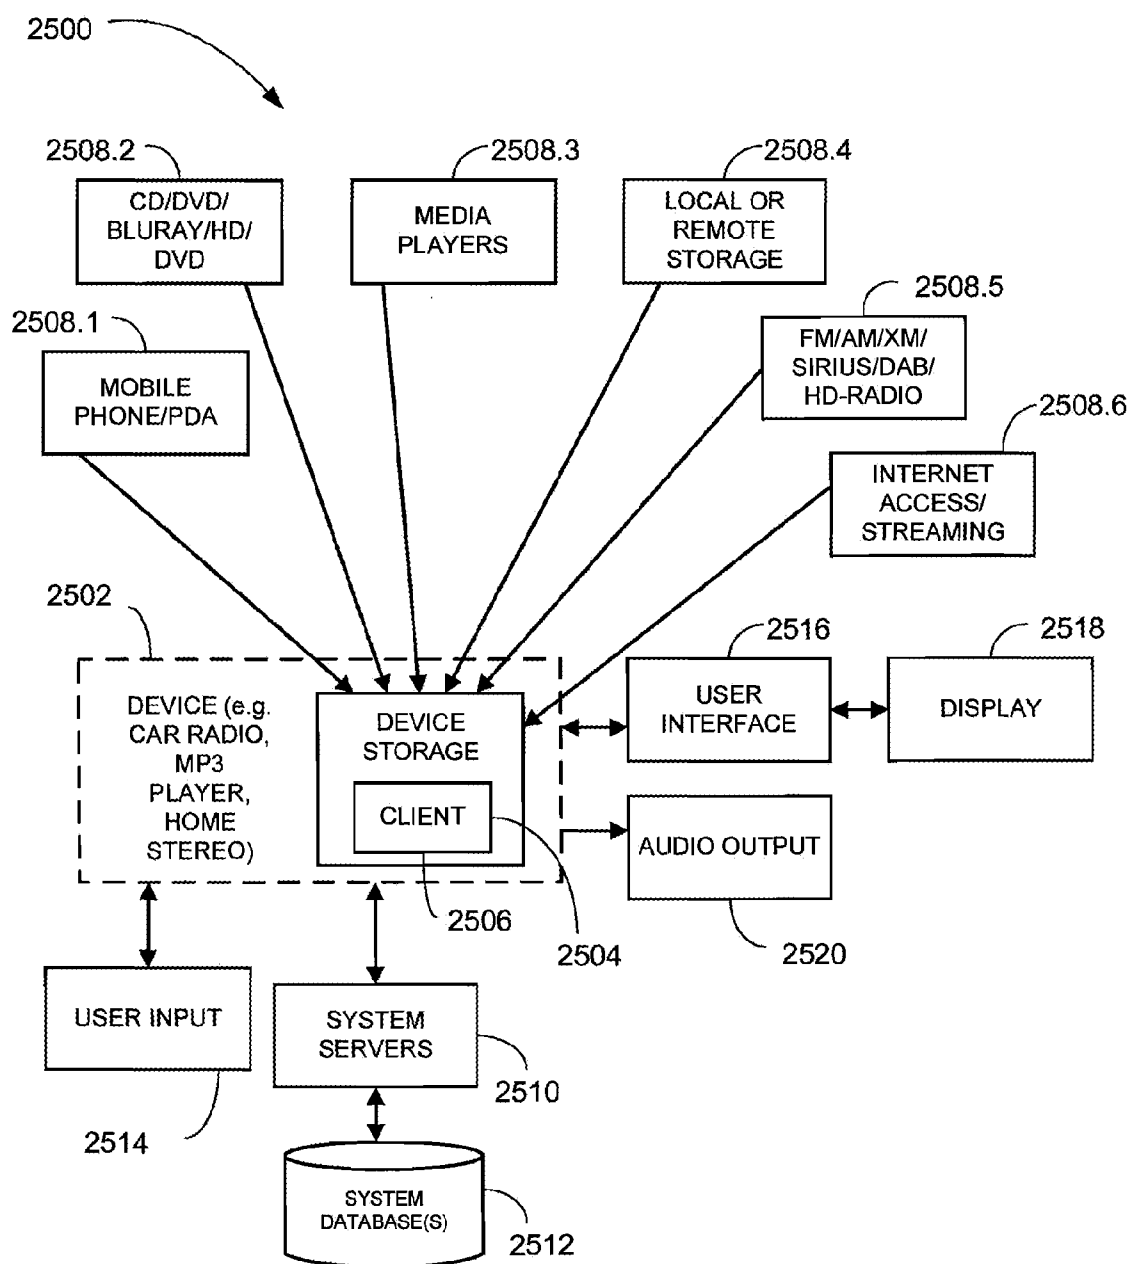 2500
2508.2
2508.3
2508.4
CD/DVD/
BLURAY/HD/
DVD
MEDIA
PLAYERS
LOCAL OR
REMOTE
STORAGE
2508.5
2508.1
FM/AM/XM/
SIRIUS/DAB/
HD-RADIO
MOBILE
PHONE/PDA
2508.6
INTERNET
ACCESS/
STREAMING
2502
2516
2518
DEVICE (e.g.
CAR RADIO,
MP3
PLAYER,
HOME
STEREO)
DEVICE
STORAGE
CLIENT
USER
INTERFACE
DISPLAY
AUDIO OUTPUT
2506
2504
2520
USER INPUT
SYSTEM
SERVERS
2510
2514
SYSTEM
DATABASE(S)
2512